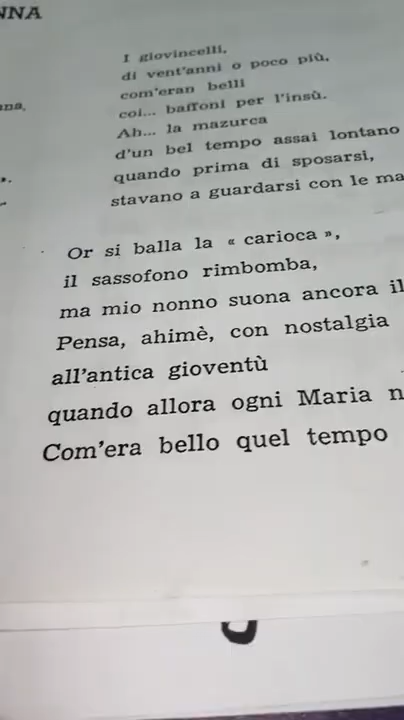 NNA
I giovincelli,
di vent'anni o poco più,
com'eran belli
coi... baffoni per l'insù.
Ah... la mazurca
d'un bel tempo assai lontano
quando prima di sposarsi,
stavano a guardarsi con le ma
Or si balla la « carioca »,
il sassofono rimbomba,
ma mio nonno suona ancora il
Pensa, ahimè, con nostalgia
all'antica gioventù
quando allora ogni Maria n
Com'era bello quel tempo